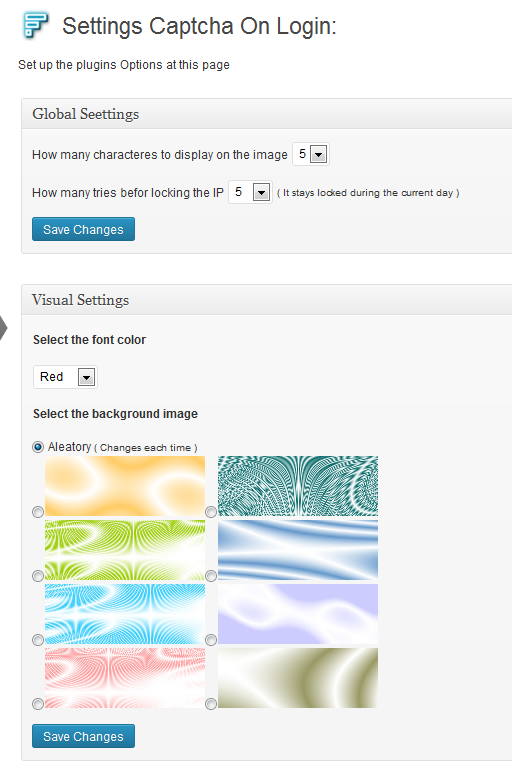 Settings Captcha On Login:
Set up the plugins Options at this page
Global Seettings
How many characteres to display on the image 5
How many tries befor locking the IP 5 ( It stays locked during the current day )
Save Changes
Visual Settings
Select the font color
Red
Select the background image
Aleatory ( Changes each time )
Save Changes